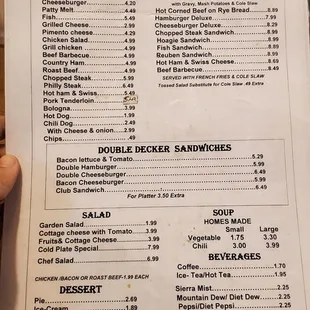 Cheeseburger 4.20
Patty Melt 4.49
Fish 5.49
Grilled Cheese 2.99
Pimento cheese 4.29
Chicken Salad 4.99
Grill chicken 4.99
Beef Barbecue 4.99
Country Ham 4.99
Roast Beef 4.99
Chopped Steak 5.99
Philly Steak 6.49
Hot ham & Swiss 5.49
Pork Tenderloin
Bologna 3.99
Hot Dog 1.99
Chili Dog 2.49
With Cheese & onion 2.99
Chips .49
with Gravy, Mash Potatoes & Cole Slaw
Hot Corned Beef on Rye Bread 8.99
Hamburger Deluxe 7.99
Cheeseburger Deluxe 8.29
Chopped Steak Sandwich 8.99
Hoagie Sandwich 8.99
Fish Sandwich 8.99
Reuben Sandwich 8.99
Hot Ham & Swiss Cheese 8.69
Beef Barbecue 8.49
SERVED WITH FRENCH FRIES & COLE SLAW
Tossed Salad Substitute for Cole Slaw .49 Extra
DOUBLE DECKER SANDWICHES
Bacon lettuce & Tomato 5.29
Double Hamburger 5.99
Double Cheeseburger 6.49
Bacon Cheeseburger 5.99
Club Sandwich 6.49
For Platter 3.50 Extra
SALAD
Garden Salad 1.99
Cottage cheese with Tomato 3.99
Fruits& Cottage Cheese 3.99
Cold Plate Special 7.99
Chef Salad 6.99
CHICKEN /BACON OR ROAST BEEF-1.99 EACH
DESSERT
Pie 2.69
Ice-Cream 1.89
SOUP
HOMES MADE
Small Large
Vegetable 1.75 3.30
Chili 3.00 3.99
BEVERAGES
Coffee 1.70
Ice- Tea/Hot Tea 1.95
Sierra Mist 2.25
Mountain Dew/ Diet Dew 2.25
Pepsi/Diet Pepsi 2.25